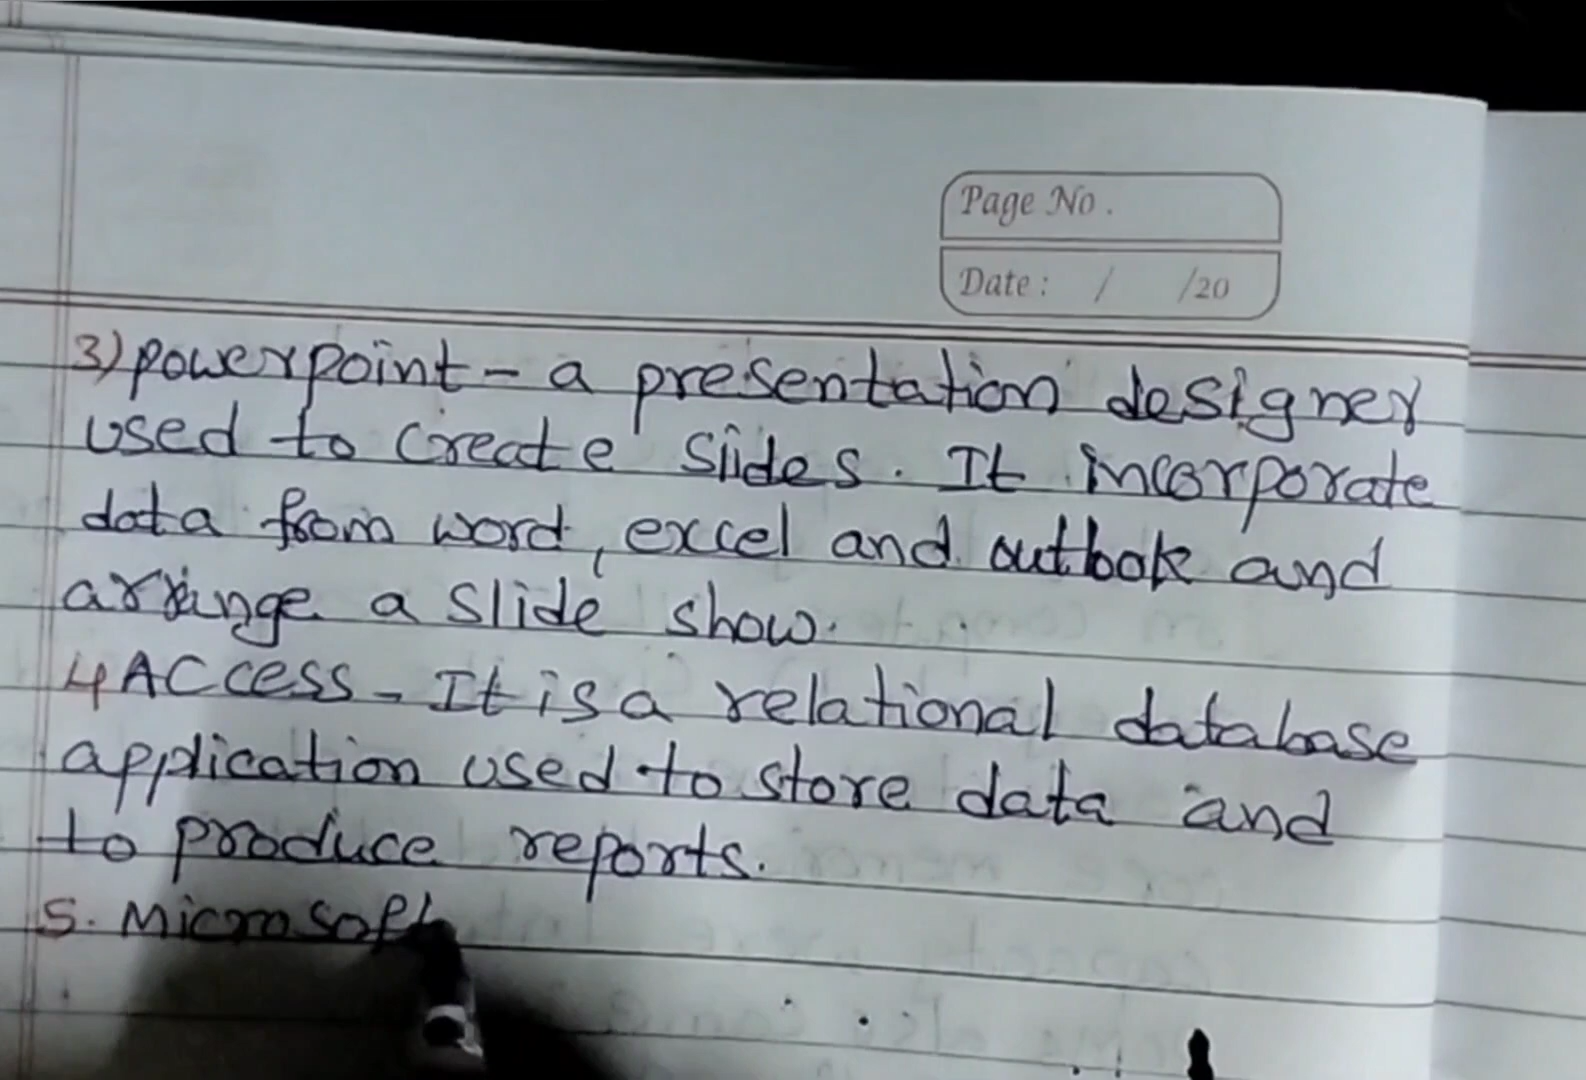 Page No.
Date: / /20
3) powerpoint - a presentation designer
used to create slides. It incorporate
data from word, excel and outlook and
arrange a slide show.
4 ACcess - It is a relational database
application used to store data and
to produce reports.
5. Microsoft